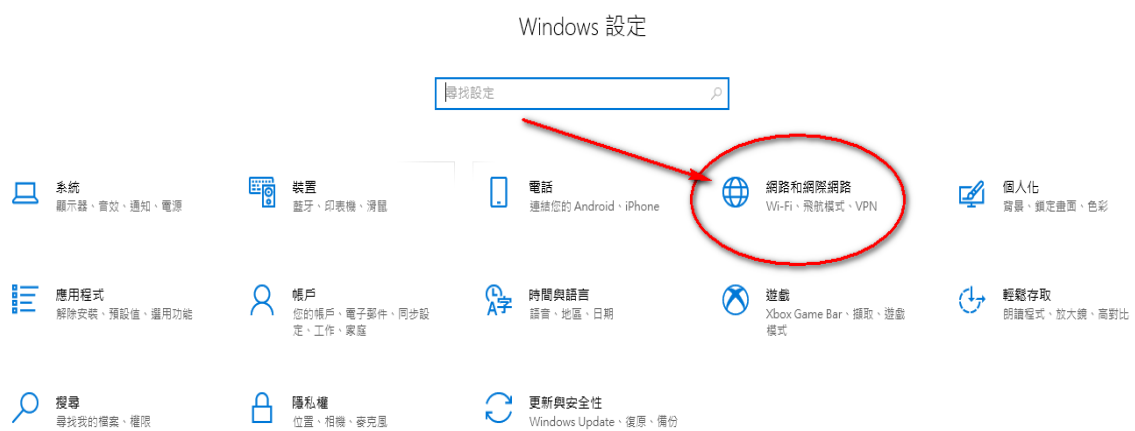 Windows 設定
尋找設定
系統
顯示器、音效、通知、電源
裝置
藍牙、印表機、滑鼠
電話
連結您的 Android、iPhone
網路和網際網路
Wi-Fi、飛航模式、VPN
個人化
背景、鎖定畫面、色彩
應用程式
解除安裝、預設值、選用功能
帳戶
您的帳戶、電子郵件、同步設
定、工作、家庭
時間與語言
語音、地區、日期
遊戲
Xbox Game Bar、擷取、遊戲
模式
輕鬆存取
朗讀程式、放大鏡、高對比
搜尋
尋找我的檔案、權限
隱私權
位置、相機、麥克風
更新與安全性
Windows Update、復原、備份